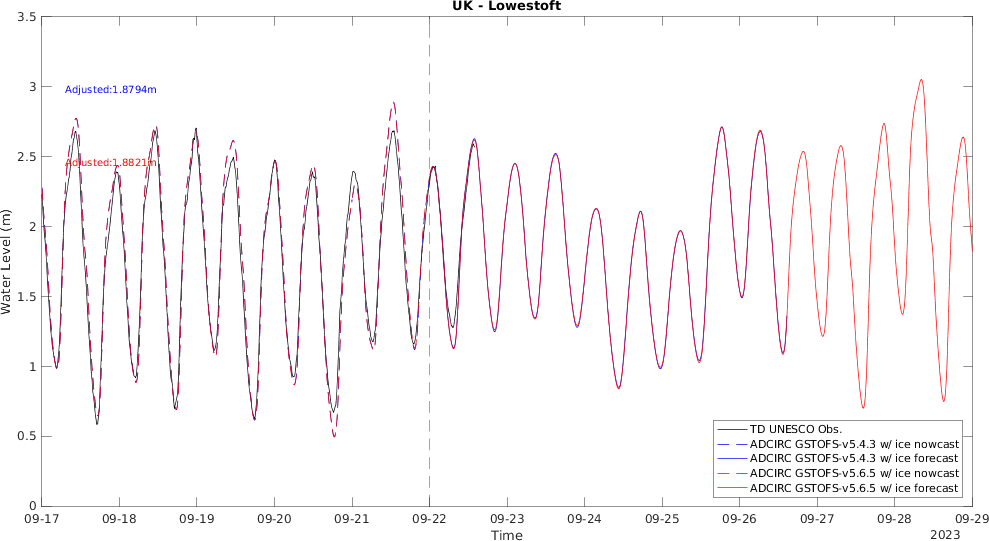 UK - Lowestoft
3.5
3
2.5
2
1.5
1
0.5
0
Water Level (m)
Adjusted:1.8794m
Adjusted:1.8821m
TD UNESCO Obs.
ADCIRC GSTOFS-v5.4.3 w/ ice nowcast
ADCIRC GSTOFS-v5.4.3 w/ ice forecast
ADCIRC GSTOFS-v5.6.5 w/ ice nowcast
ADCIRC GSTOFS-v5.6.5 w/ ice forecast
09-17 09-18 09-19 09-20 09-21 09-22 09-23 09-24 09-25 09-26 09-27 09-28 09-29
Time
2023